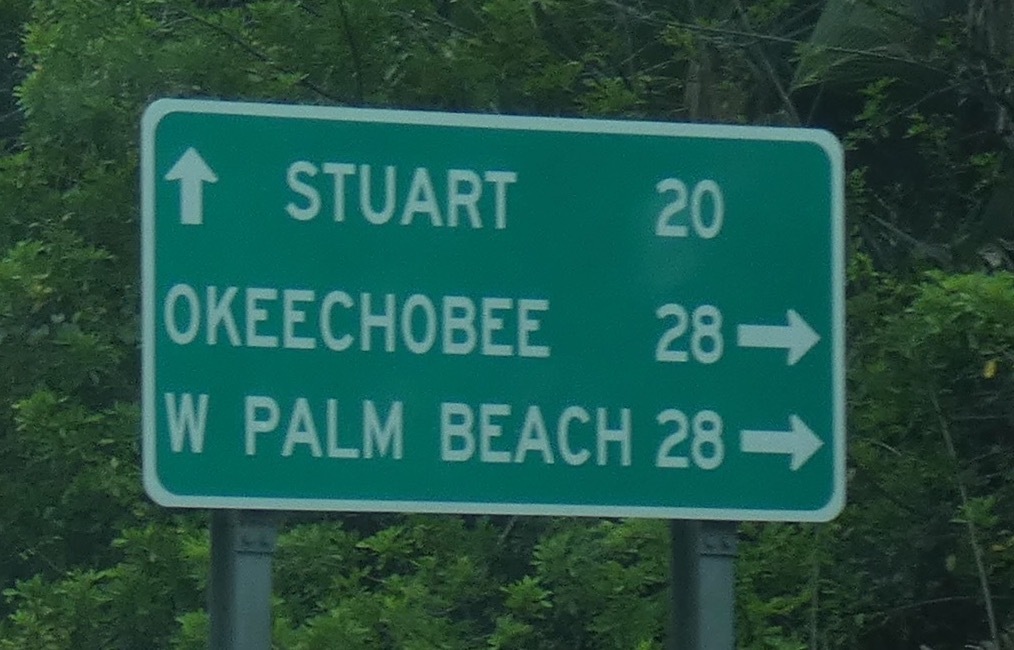 STUART 20
OKEECHOBEE 28
W PALM BEACH 28